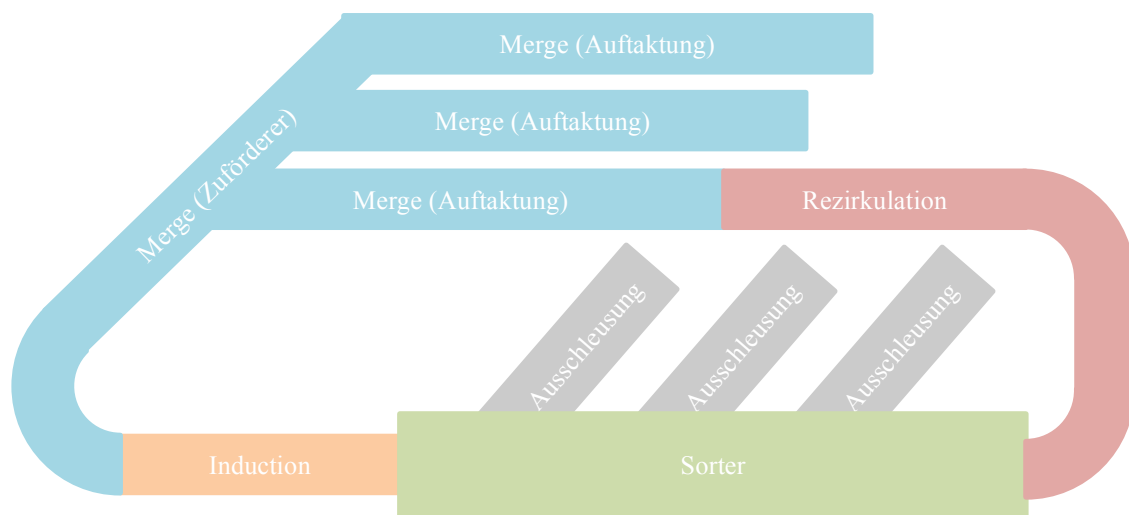 Merge (Auftaktung)
Merge (Auftaktung)
Merge (Zuförderer)
Merge (Auftaktung)
Rezirkulation
Ausschleusung
Ausschleusung
Ausschleusung
Induction
Sorter